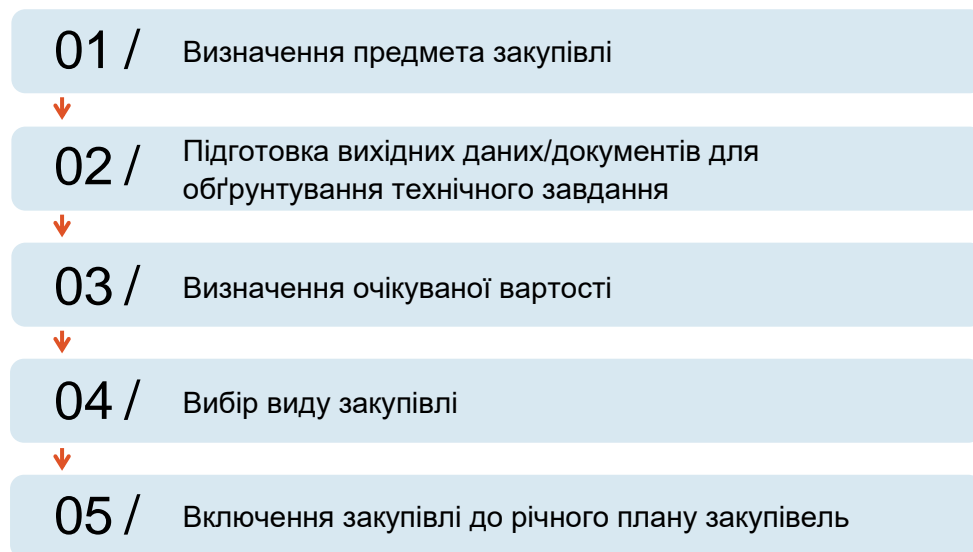 01 / Визначення предмета закупівлі
02 / Підготовка вихідних даних/документів для
обґрунтування технічного завдання
03 / Визначення очікуваної вартості
04 / Вибір виду закупівлі
05 / Включення закупівлі до річного плану закупівель